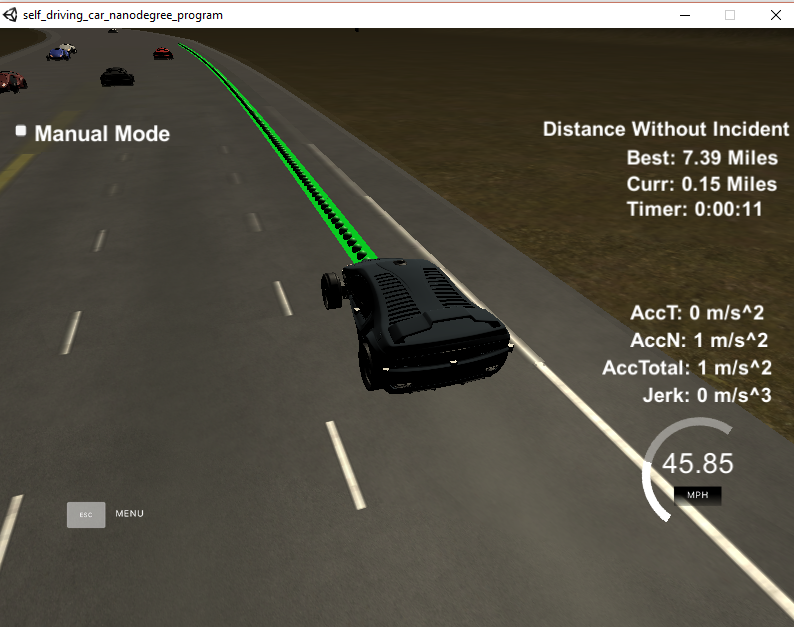 self_driving_car_nanodegree_program
Manual Mode
Distance Without Incident
Best: 7.39 Miles
Curr: 0.15 Miles
Timer: 0:00:11
AccT: 0 m/s^2
AccN: 1 m/s^2
AccTotal: 1 m/s^2
Jerk: 0 m/s^3
45.85
MPH
ESC MENU